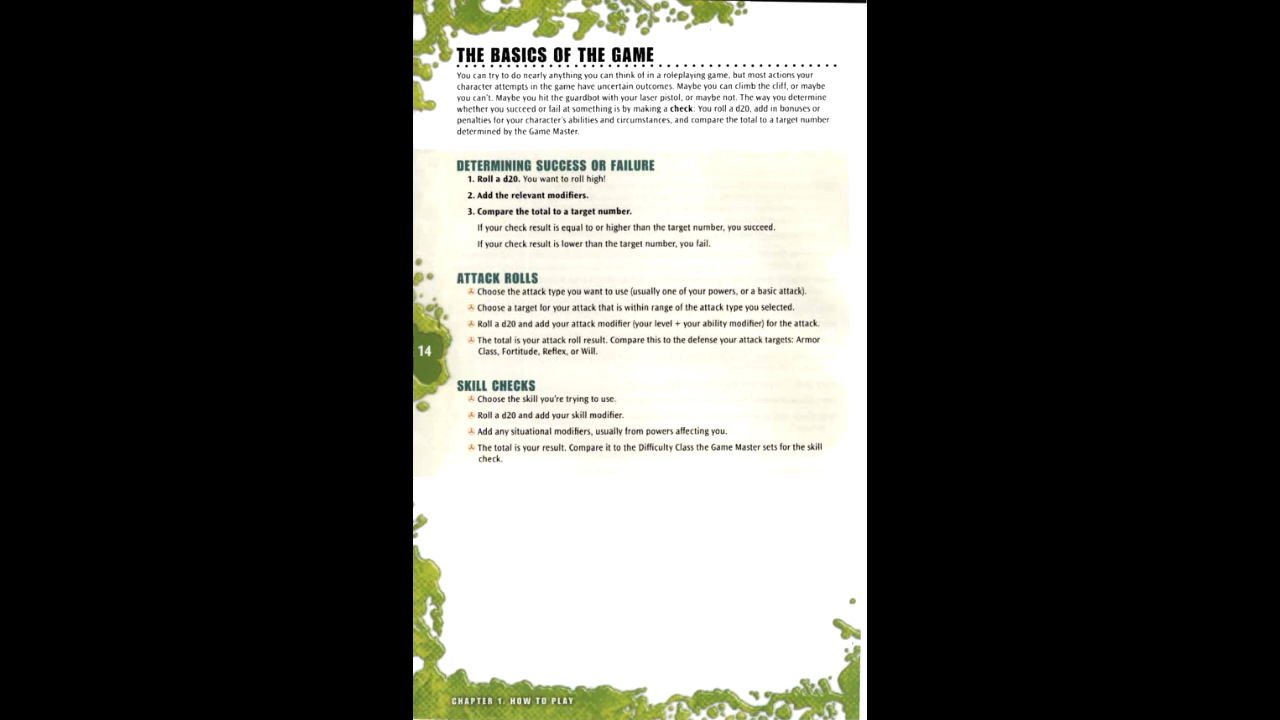 THE BASICS OF THE GAME
You can try to do nearly anything you can think of in a roleplaying game, but most actions your
character attempts in the game have uncertain outcomes. Maybe you can climb the cliff, or maybe
you can't. Maybe you hit the guardbot with your laser pistol, or maybe not. The way you determine
whether you succeed or fail at something is by making a check. You roll a d20, add in bonuses or
penalties for your character's abilities and circumstances, and compare the total to a target number
determined by the Game Master.
DETERMINING SUCCESS OR FAILURE
1. Roll a d20. You want to roll high!
2. Add the relevant modifiers.
3. Compare the total to a target number.
If your check result is equal to or higher than the target number, you succeed.
If your check result is lower than the target number, you fail.
ATTACK ROLLS
Choose the attack type you want to use (usually one of your powers, or a basic attack).
Choose a target for your attack that is within range of the attack type you selected.
Roll a d20 and add your attack modifier (your level + your ability modifier) for the attack.
The total is your attack roll result. Compare this to the defense your attack targets: Armor
Class, Fortitude, Reflex, or Will.
14
SKILL CHECKS
Choose the skill you're trying to use.
Roll a d20 and add your skill modifier.
Add any situational modifiers, usually from powers affecting you.
The total is your result. Compare it to the Difficulty Class the Game Master sets for the skill
check.
CHAPTER 1. HOW TO PLAY